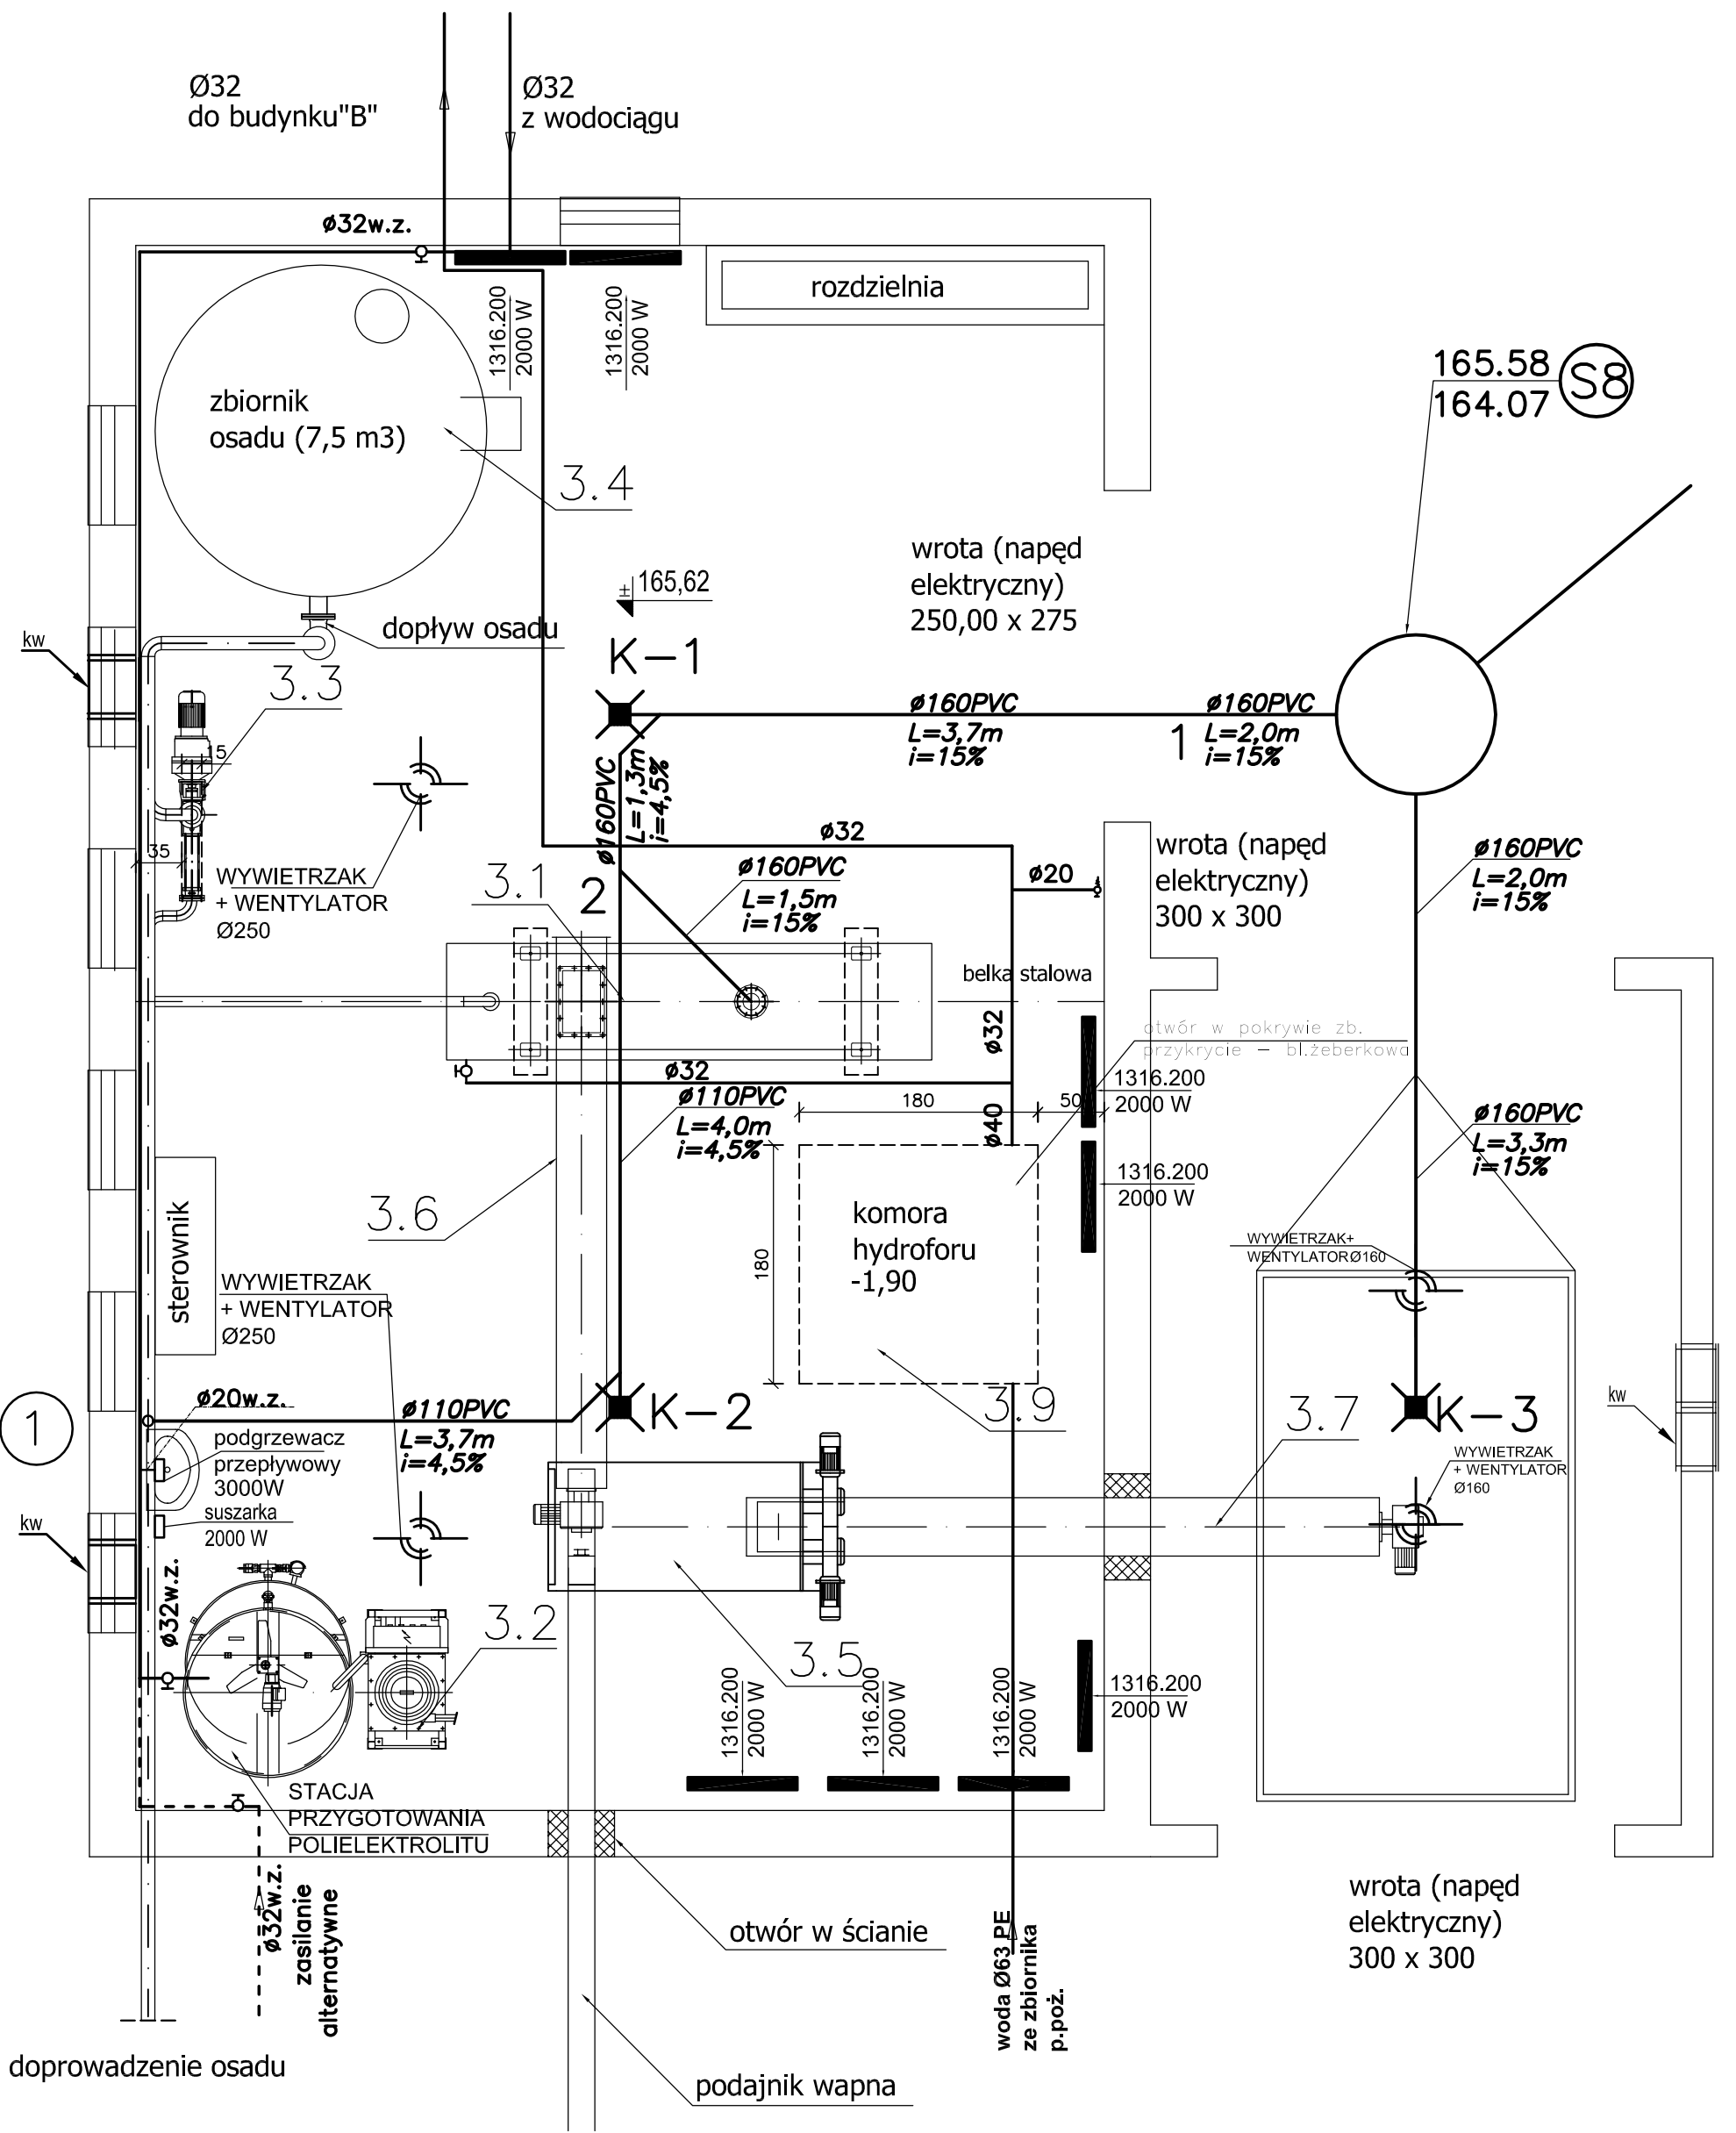 Ø32
do budynku"B"
Ø32
z wodociągu
ø32w.z.
rozdzielnia
1316.200
2000 W
1316.200
2000 W
165.58
164.07
S8
zbiornik
osadu (7,5 m3)
3.4
wrota (napęd
elektryczny)
250,00 x 275
± 165,62
dopływ osadu
kw
K-1
3.3
ø160PVC
L=3,7m
i=15%
1
ø160PVC
L=2,0m
i=15%
15
ø160PVC
L=1,3m
i=4,5%
35
WYWIETRZAK
+ WENTYLATOR
Ø250
3.1
2
ø32
ø160PVC
L=1,5m
i=15%
ø20
wrota (napęd
elektryczny)
300 x 300
ø160PVC
L=2,0m
i=15%
belka stalowa
ø32
otwór w pokrywie zb.
przykrycie – bl.żeberkowa
ø32
1316.200
2000 W
ø110PVC
L=4,0m
i=4,5%
180
50
ø40
ø160PVC
L=3,3m
i=15%
1316.200
2000 W
sterownik
3.6
180
komora
hydroforu
-1,90
WYWIETRZAK+
WENTYLATORØ160
WYWIETRZAK
+ WENTYLATOR
Ø250
1
ø20w.z.
ø110PVC
L=3,7m
i=4,5%
K-2
3.9
3.7
K-3
kw
podgrzewacz
przepływowy
3000W
WYWIETRZAK
+ WENTYLATOR
Ø160
suszarka
2000 W
kw
ø32w.z.
3.2
3.5
1316.200
2000 W
1316.200
2000 W
1316.200
2000 W
1316.200
2000 W
STACJA
PRZYGOTOWANIA
POLIELEKTROLITU
ø32w.z.
zasilanie
alternatywne
otwór w ścianie
woda Ø63 PE
ze zbiornika
p.poż.
wrota (napęd
elektryczny)
300 x 300
doprowadzenie osadu
podajnik wapna